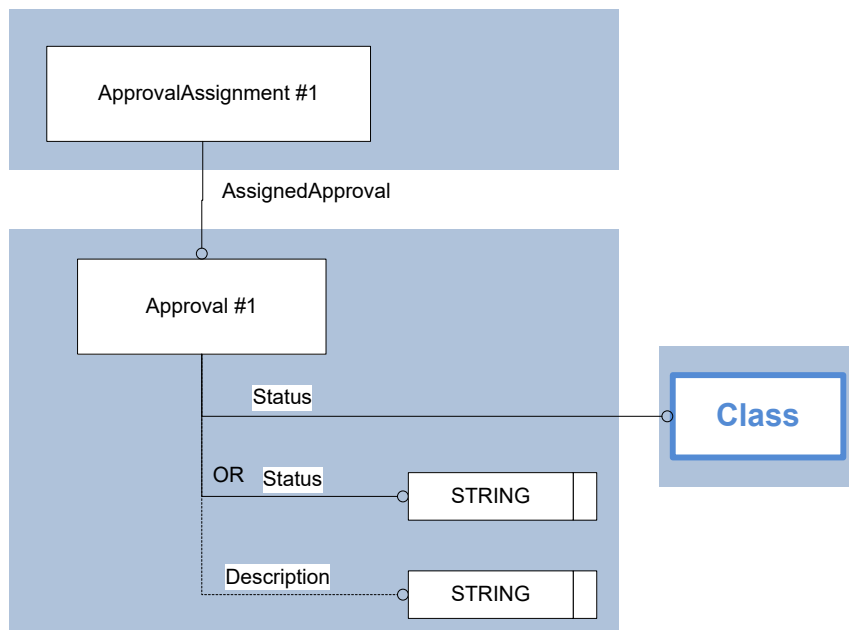 ApprovalAssignment #1
AssignedApproval
Approval #1
Status
Class
OR
Status
STRING
Description
STRING